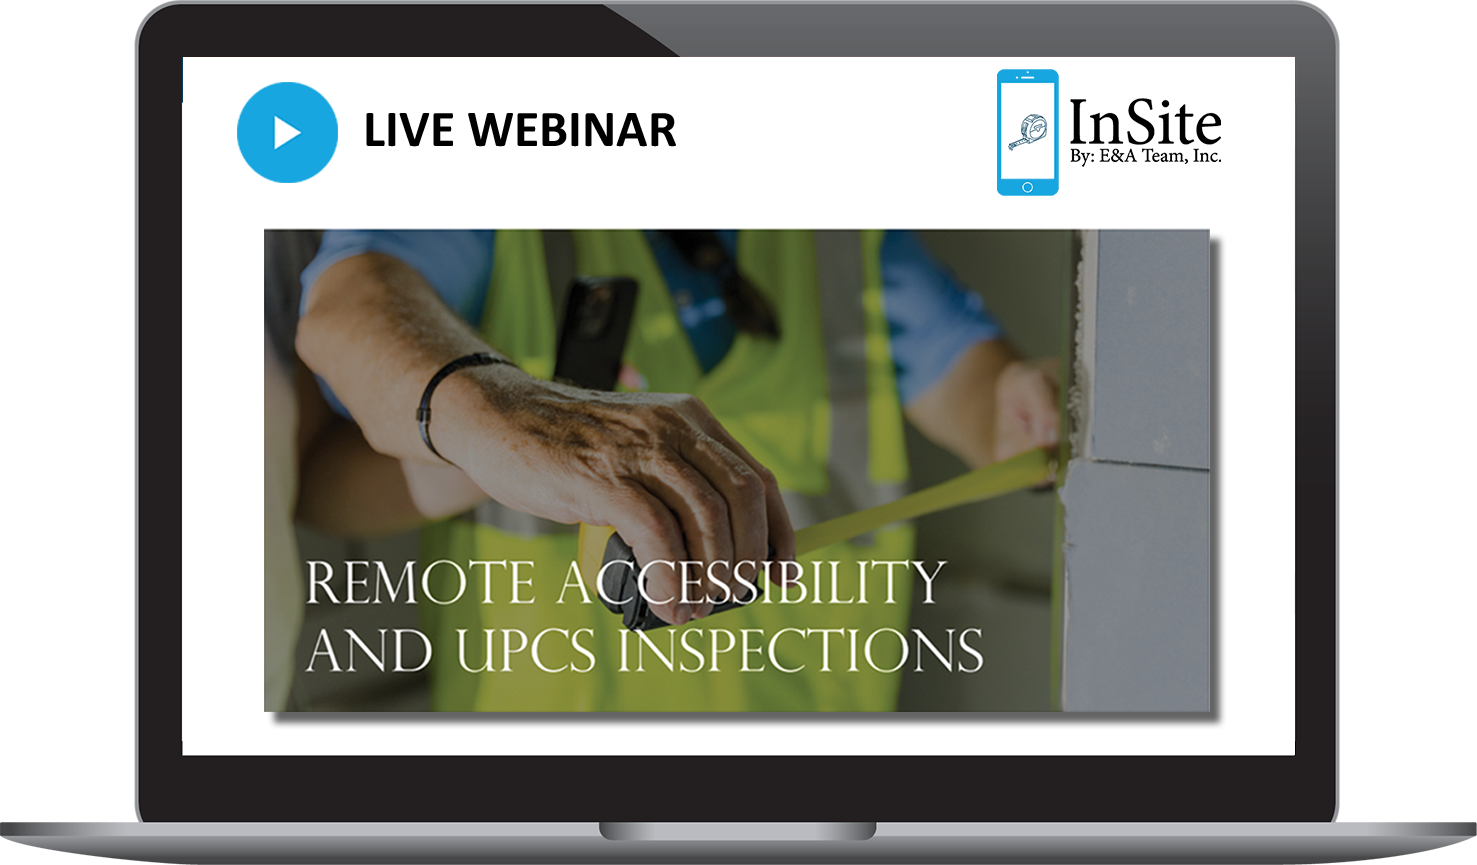 LIVE WEBINAR
InSite
By: E&A Team, Inc.
REMOTE ACCESSIBILITY
AND UPCS INSPECTIONS